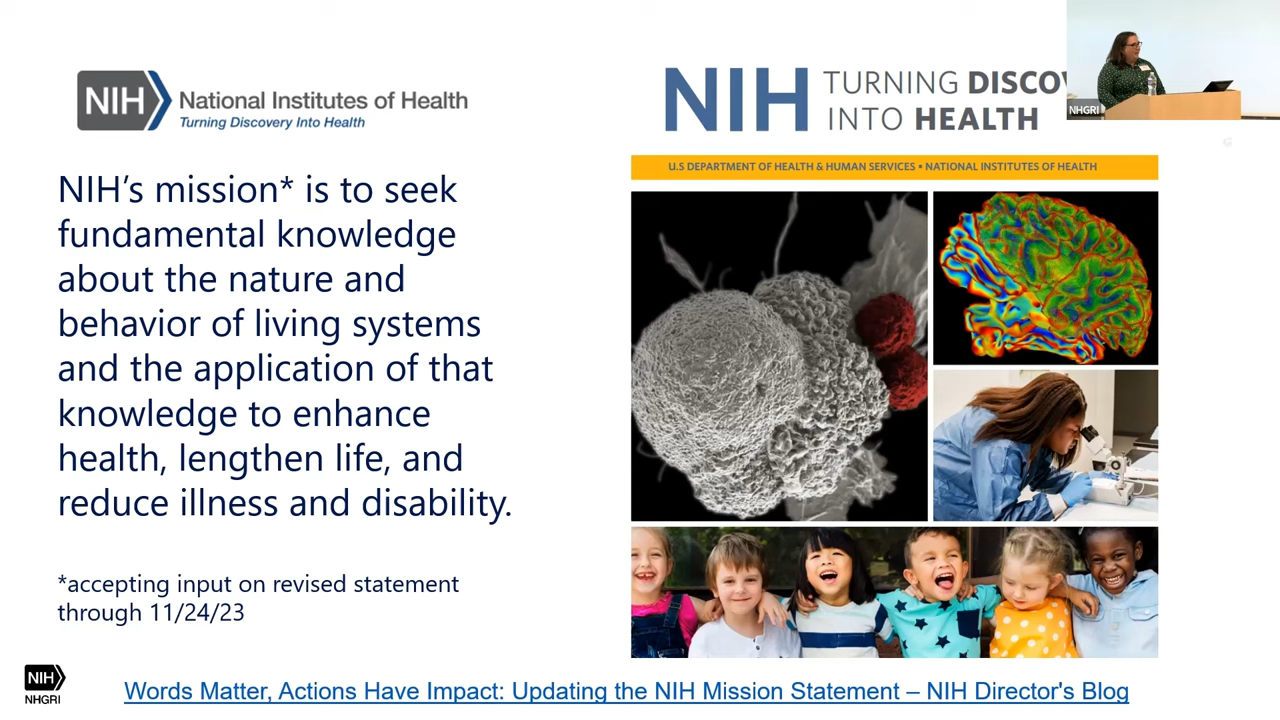 NIH
National Institutes of Health
Turning Discovery Into Health
NIH’s mission* is to seek
fundamental knowledge
about the nature and
behavior of living systems
and the application of that
knowledge to enhance
health, lengthen life, and
reduce illness and disability.
*accepting input on revised statement
through 11/24/23
NIH
TURNING DISCO
INTO HEALTH
U.S DEPARTMENT OF HEALTH & HUMAN SERVICES • NATIONAL INSTITUTES OF HEALTH
NHGRI
NIH
NHGRI
Words Matter, Actions Have Impact: Updating the NIH Mission Statement – NIH Director's Blog